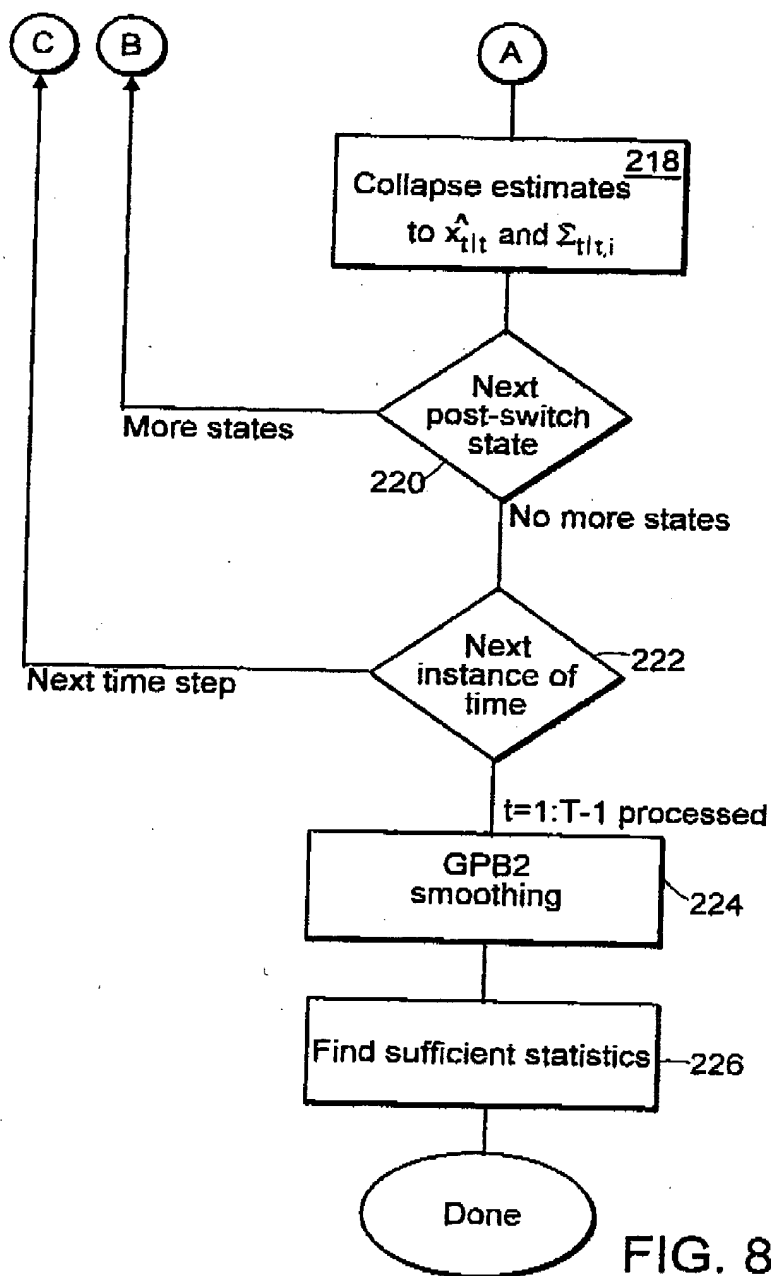 C B A
218
Collapse estimates
to x̂t|t and Σt|t,i
Next
post-switch
state
More states
220
No more states
Next
instance of
time
222
Next time step
t=1:T-1 processed
GPB2
smoothing
224
Find sufficient statistics
226
Done
FIG. 8